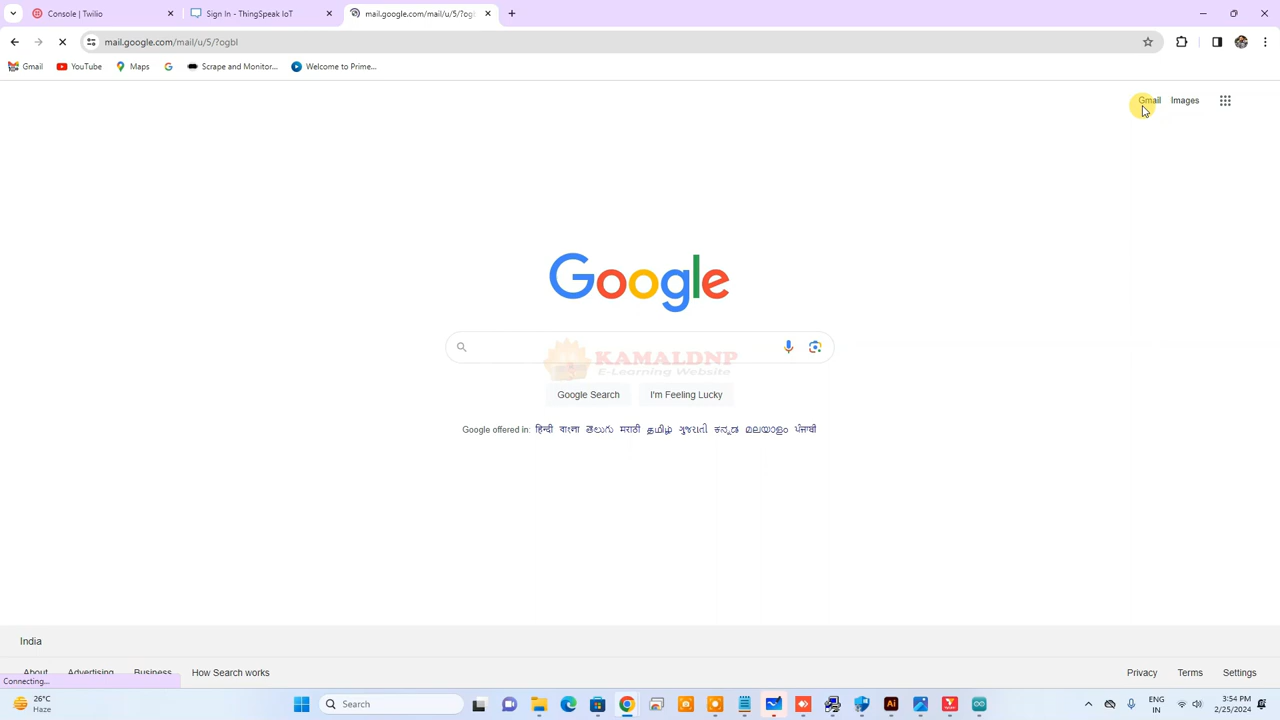 Console | Twilio
Sign In - ThingSpeak IoT
mail.google.com/mail/u/5/?ogbl
mail.google.com/mail/u/5/?ogbl
Gmail
YouTube
Maps
Scrape and Monitor...
Welcome to Prime...
Gmail
Images
Google
KAMALDNP
E-Learning Website
Google Search
I'm Feeling Lucky
Google offered in: हिन्दी বাংলা తెలుగు मराठी தமிழ் ગુજરાતી ಕನ್ನಡ മലയാളം ਪੰਜਾਬੀ
India
About
Advertising
Business
How Search works
Privacy
Terms
Settings
Connecting...
26°C
Haze
Search
ENG
IN
3:54 PM
2/25/2024